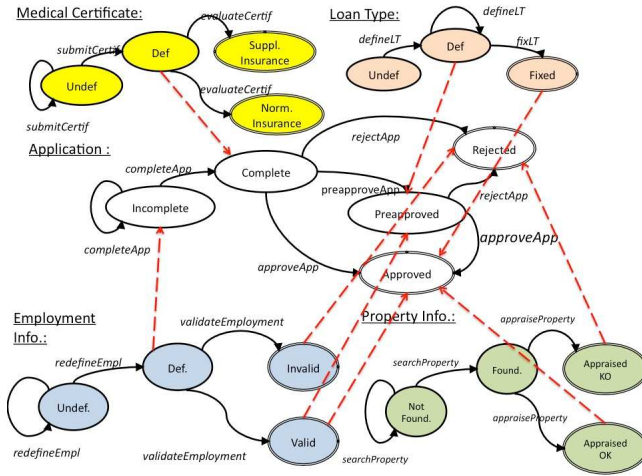 Medical Certificate:
evaluateCertif
submitCertif
Def
Suppl.
Insurance
Undef
evaluateCertif
Norm.
Insurance
submitCertif
Loan Type:
defineLT
defineLT
Def
fixLT
Undef
Fixed
Application :
completeApp
Complete
rejectApp
Rejected
preapproveApp
rejectApp
Incomplete
Preapproved
completeApp
approveApp
approveApp
Approved
Employment
Info.:
validateEmployment
redefineEmpl
Def.
Invalid
Undef.
Valid
redefineEmpl
validateEmployment
Property Info.:
appraiseProperty
searchProperty
Found.
Appraised
KO
Not
Found.
appraiseProperty
searchProperty
Appraised
OK